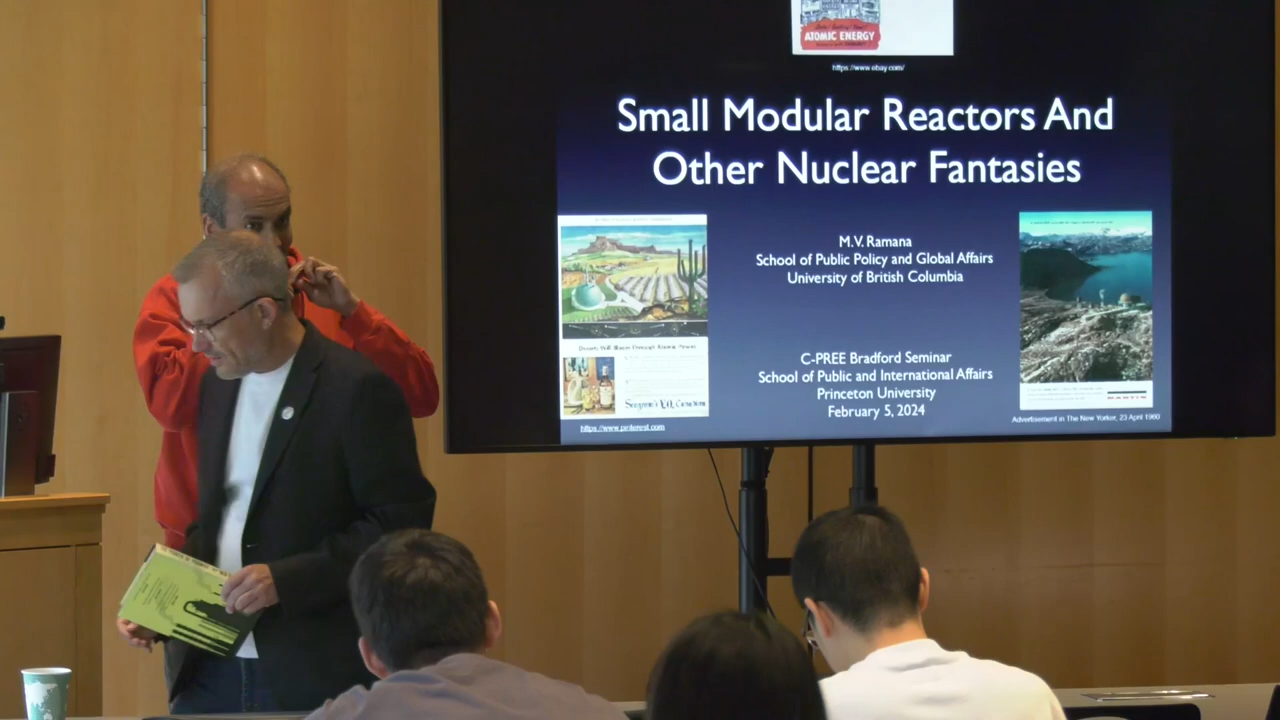 ATOMIC ENERGY
https://www.ebay.com/
Small Modular Reactors And
Other Nuclear Fantasies
M.V. Ramana
School of Public Policy and Global Affairs
University of British Columbia
C-PREE Bradford Seminar
School of Public and International Affairs
Princeton University
February 5, 2024
Seagram's V.O. Canadian
https://www.pinterest.com
Advertisement in The New Yorker, 23 April 1960